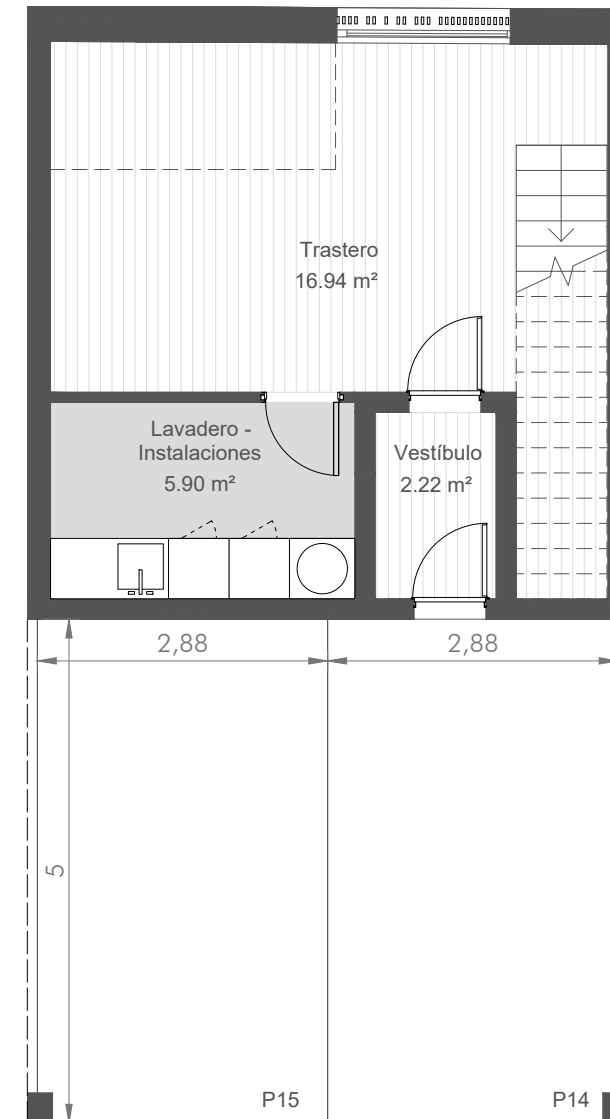 Trastero
16.94 m²
Lavadero -
Instalaciones
5.90 m²
Vestíbulo
2.22 m²
2,88
2,88
5
P15
P14